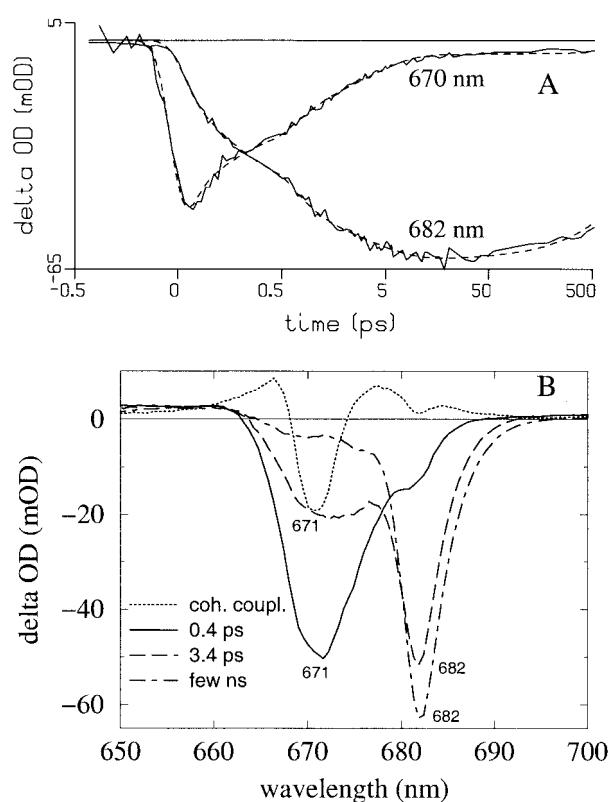 5
A
670 nm
delta OD (mOD)
682 nm
-65
-0.5
0
0.5
5
50
500
time (ps)
B
0
-20
-40
-60
delta OD (mOD)
671
671
682
682
coh. coupl.
0.4 ps
3.4 ps
few ns
650
660
670
680
690
700
wavelength (nm)